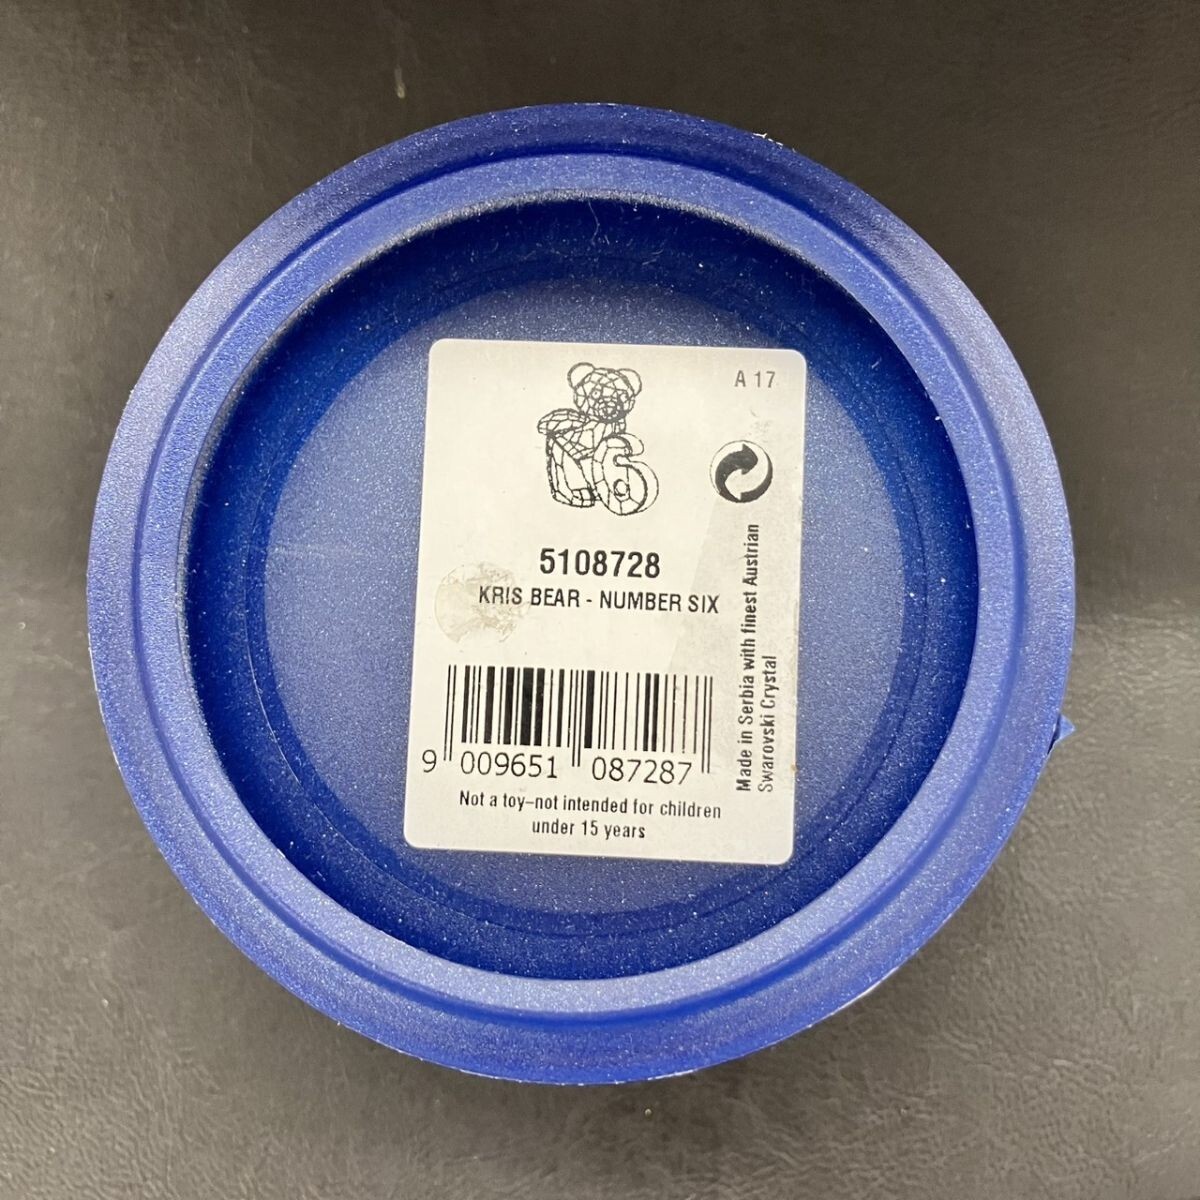 A 17
6
5108728
KRIS BEAR - NUMBER SIX
9 009651 087287
Not a toy–not intended for children
under 15 years
Made in Serbia with finest Austrian
Swarovski Crystal